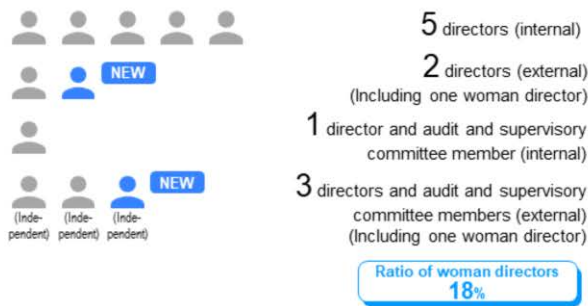 5 directors (internal)
NEW
2 directors (external)
(Including one woman director)
1 director and audit and supervisory
committee member (internal)
NEW
3 directors and audit and supervisory
committee members (external)
(Including one woman director)
(Inde- (Inde- (Inde-
pendent) pendent) pendent)
Ratio of woman directors
18%